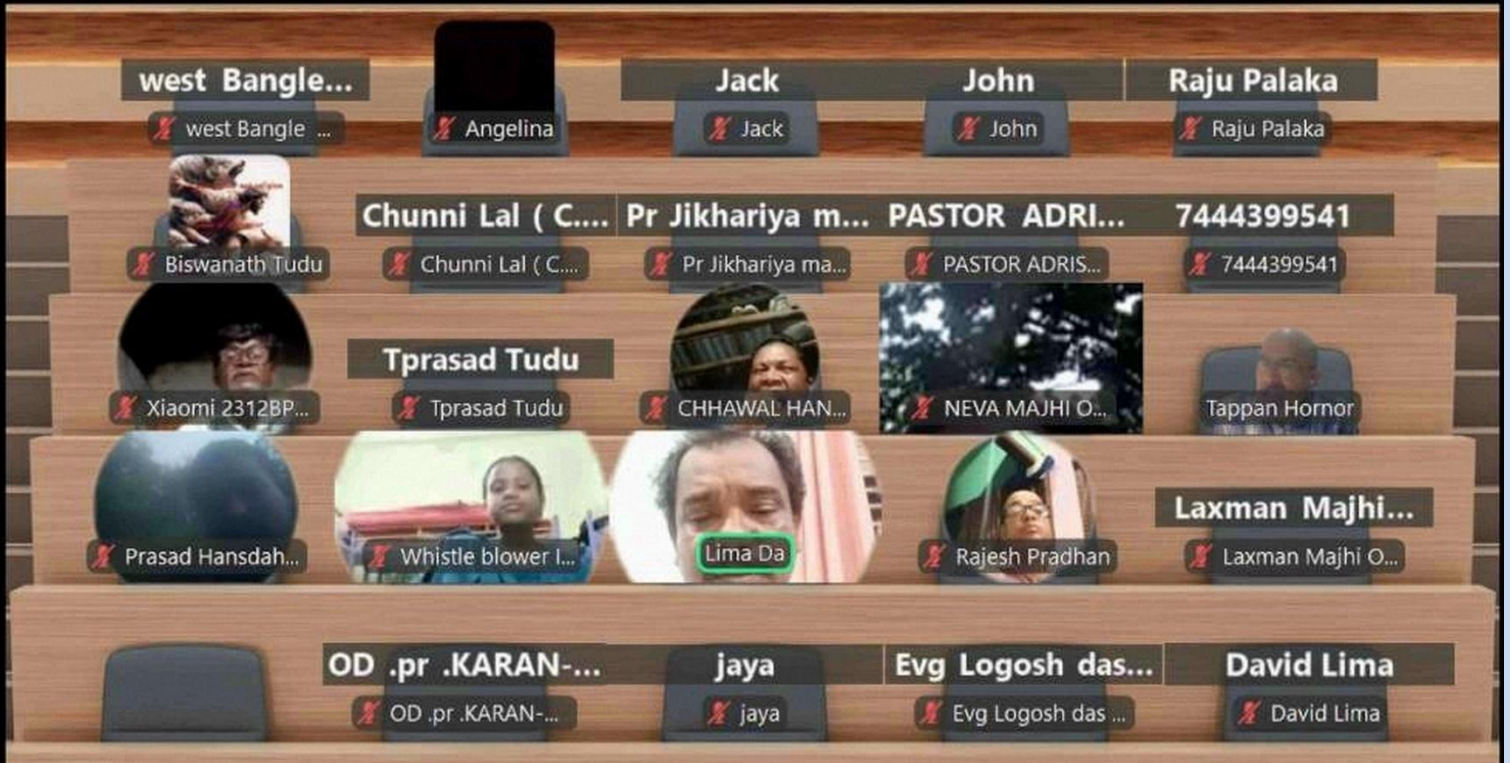 west Bangle...
Jack
John
Raju Palaka
west Bangle ...
Angelina
Jack
John
Raju Palaka
Chunni Lal ( C....
Pr Jikhariya m...
PASTOR ADRI...
7444399541
Biswanath Tudu
Chunni Lal ( C....
Pr Jikhariya ma...
PASTOR ADRIS...
7444399541
Tprasad Tudu
Xiaomi 2312BP...
Tprasad Tudu
CHHAWAL HAN...
NEVA MAJHI O...
Tappan Hornor
Laxman Majhi...
Prasad Hansdah...
Whistle blower I...
Lima Da
Rajesh Pradhan
Laxman Majhi O...
OD .pr .KARAN-...
jaya
Evg Logosh das...
David Lima
OD .pr .KARAN-...
jaya
Evg Logosh das ...
David Lima